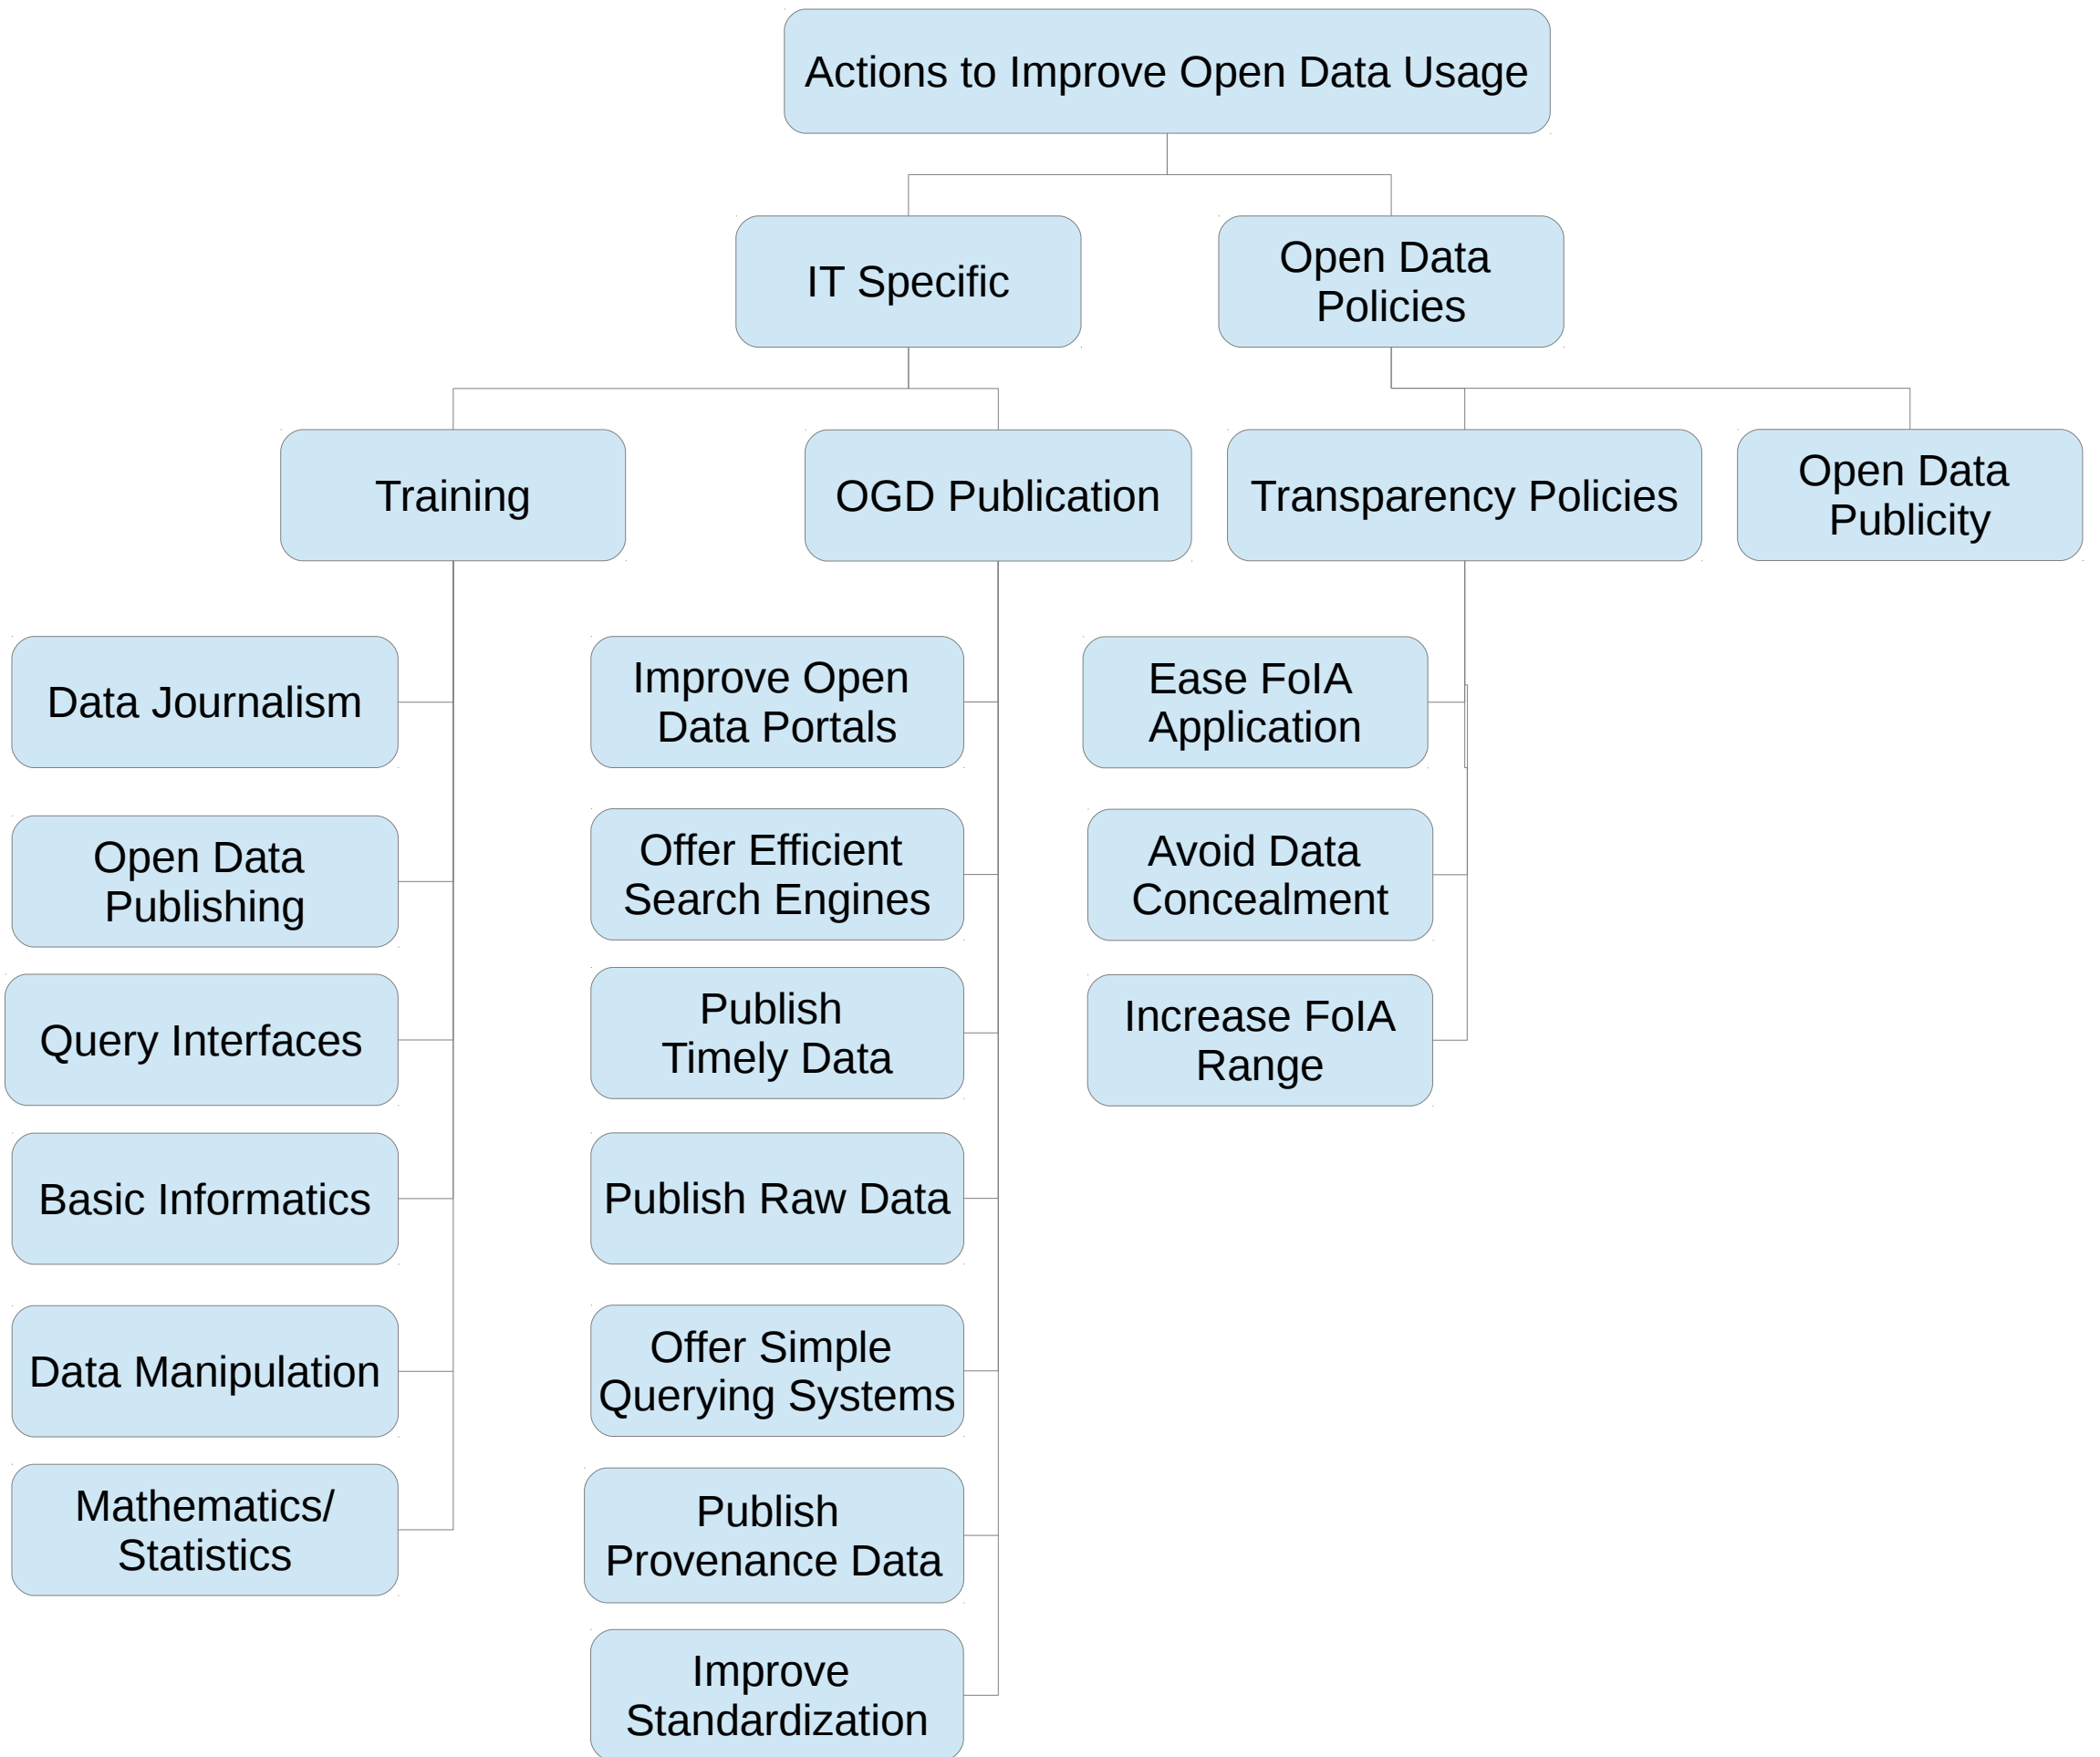 Actions to Improve Open Data Usage
IT Specific
Open Data
Policies
Training
OGD Publication
Transparency Policies
Open Data
Publicity
Data Journalism
Improve Open
Data Portals
Ease FoIA
Application
Open Data
Publishing
Offer Efficient
Search Engines
Avoid Data
Concealment
Query Interfaces
Publish
Timely Data
Increase FoIA
Range
Basic Informatics
Publish Raw Data
Data Manipulation
Offer Simple
Querying Systems
Mathematics/
Statistics
Publish
Provenance Data
Improve
Standardization